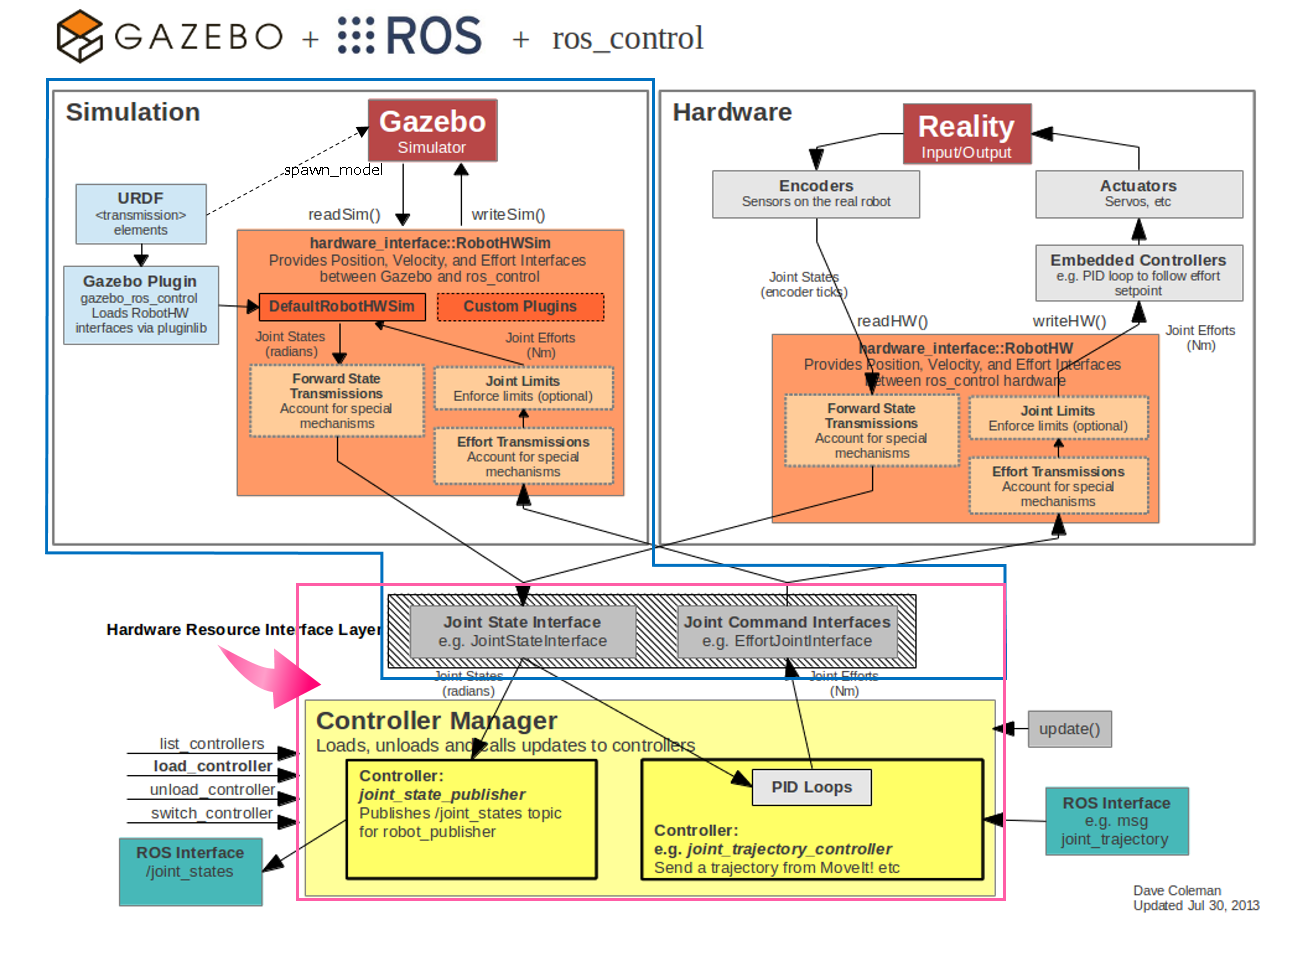 GAZEBO + ROS + ros_control
Simulation
Gazebo
Simulator
spawn_model
URDF
<transmission>
elements
readSim()
writeSim()
Gazebo Plugin
gazebo_ros_control
Loads RobotHW
interfaces via pluginlib
hardware_interface::RobotHWSim
Provides Position, Velocity, and Effort Interfaces
between Gazebo and ros_control
DefaultRobotHWSim
Custom Plugins
Joint States
(radians)
Joint Efforts
(Nm)
Forward State
Transmissions
Account for special
mechanisms
Joint Limits
Enforce limits (optional)
Effort Transmissions
Account for special
mechanisms
Hardware
Reality
Input/Output
Encoders
Sensors on the real robot
Actuators
Servos, etc
Embedded Controllers
e.g. PID loop to follow effort
setpoint
Joint States
(encoder ticks)
readHW()
writeHW()
Joint Efforts
(Nm)
hardware_interface::RobotHW
Provides Position, Velocity, and Effort Interfaces
between ros_control hardware
Forward State
Transmissions
Account for special
mechanisms
Joint Limits
Enforce limits (optional)
Effort Transmissions
Account for special
mechanisms
Hardware Resource Interface Layer
Joint State Interface
e.g. JointStateInterface
Joint Command Interfaces
e.g. EffortJointInterface
Joint States
(radians)
Joint Efforts
(Nm)
Controller Manager
Loads, unloads and calls updates to controllers
list_controllers
load_controller
unload_controller
switch_controller
update()
Controller:
joint_state_publisher
Publishes /joint_states topic
for robot_publisher
PID Loops
Controller:
e.g. joint_trajectory_controller
Send a trajectory from MoveIt! etc
ROS Interface
/joint_states
ROS Interface
e.g. msg
joint_trajectory
Dave Coleman
Updated Jul 30, 2013